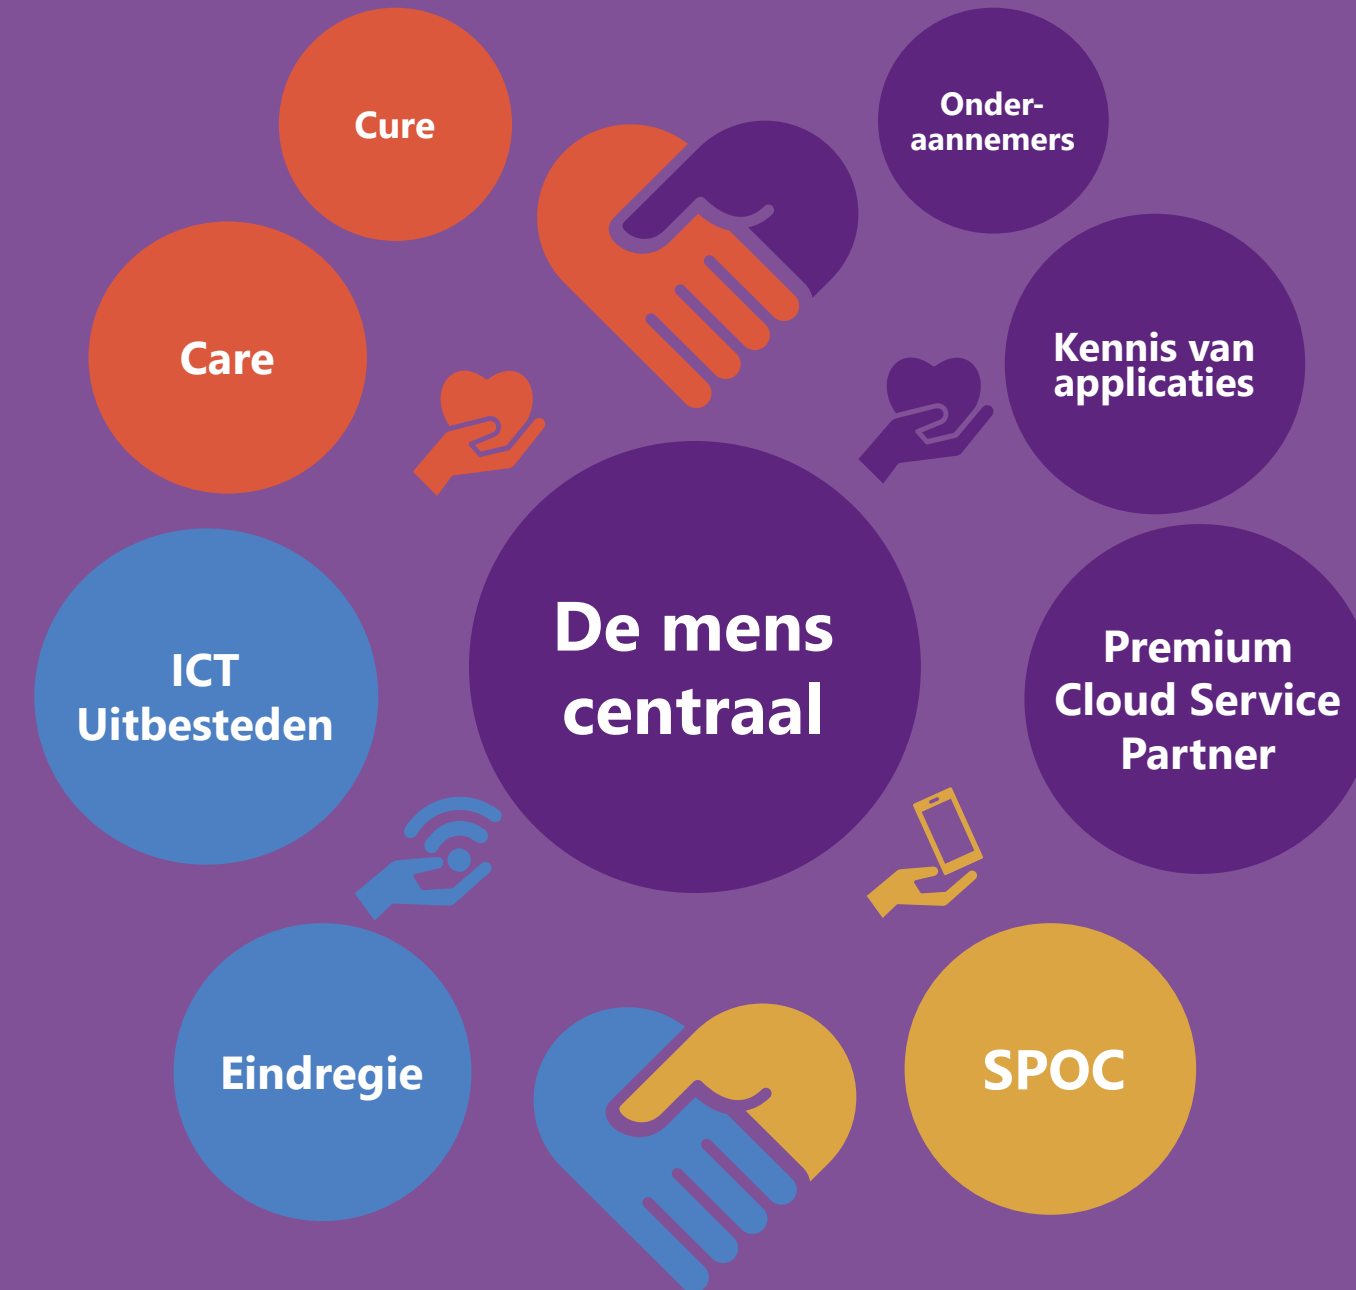 Cure
Onder-
aannemers
Care
Kennis van
applicaties
De mens
centraal
ICT
Uitbesteden
Premium
Cloud Service
Partner
Eindregie
SPOC